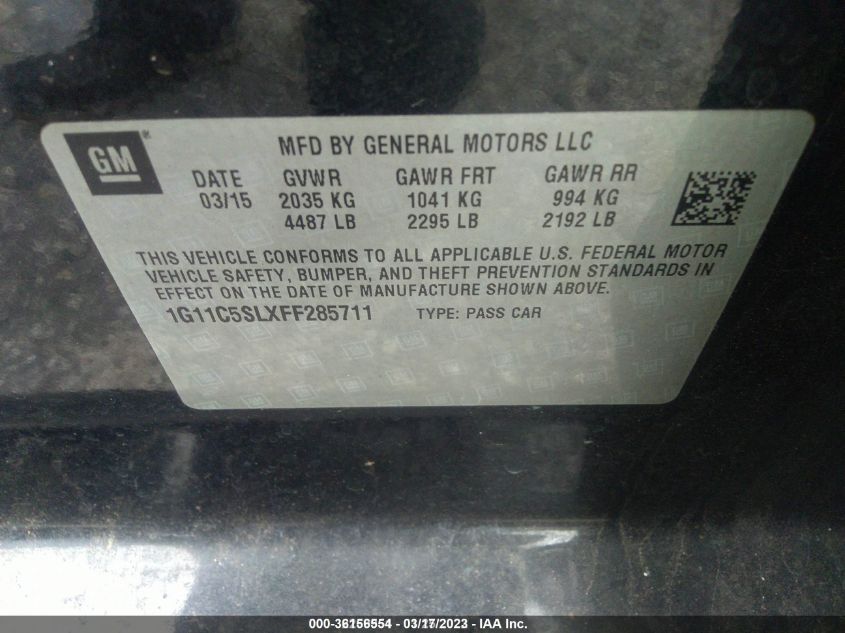 GM
MFD BY GENERAL MOTORS LLC
DATE GVWR GAWR FRT GAWR RR
03/15 2035 KG 1041 KG 994 KG
4487 LB 2295 LB 2192 LB
THIS VEHICLE CONFORMS TO ALL APPLICABLE U.S. FEDERAL MOTOR
VEHICLE SAFETY, BUMPER, AND THEFT PREVENTION STANDARDS IN
EFFECT ON THE DATE OF MANUFACTURE SHOWN ABOVE.
1G11C5SLXFF285711 TYPE: PASS CAR
000-36156554 - 03/17/2023 - IAA Inc.